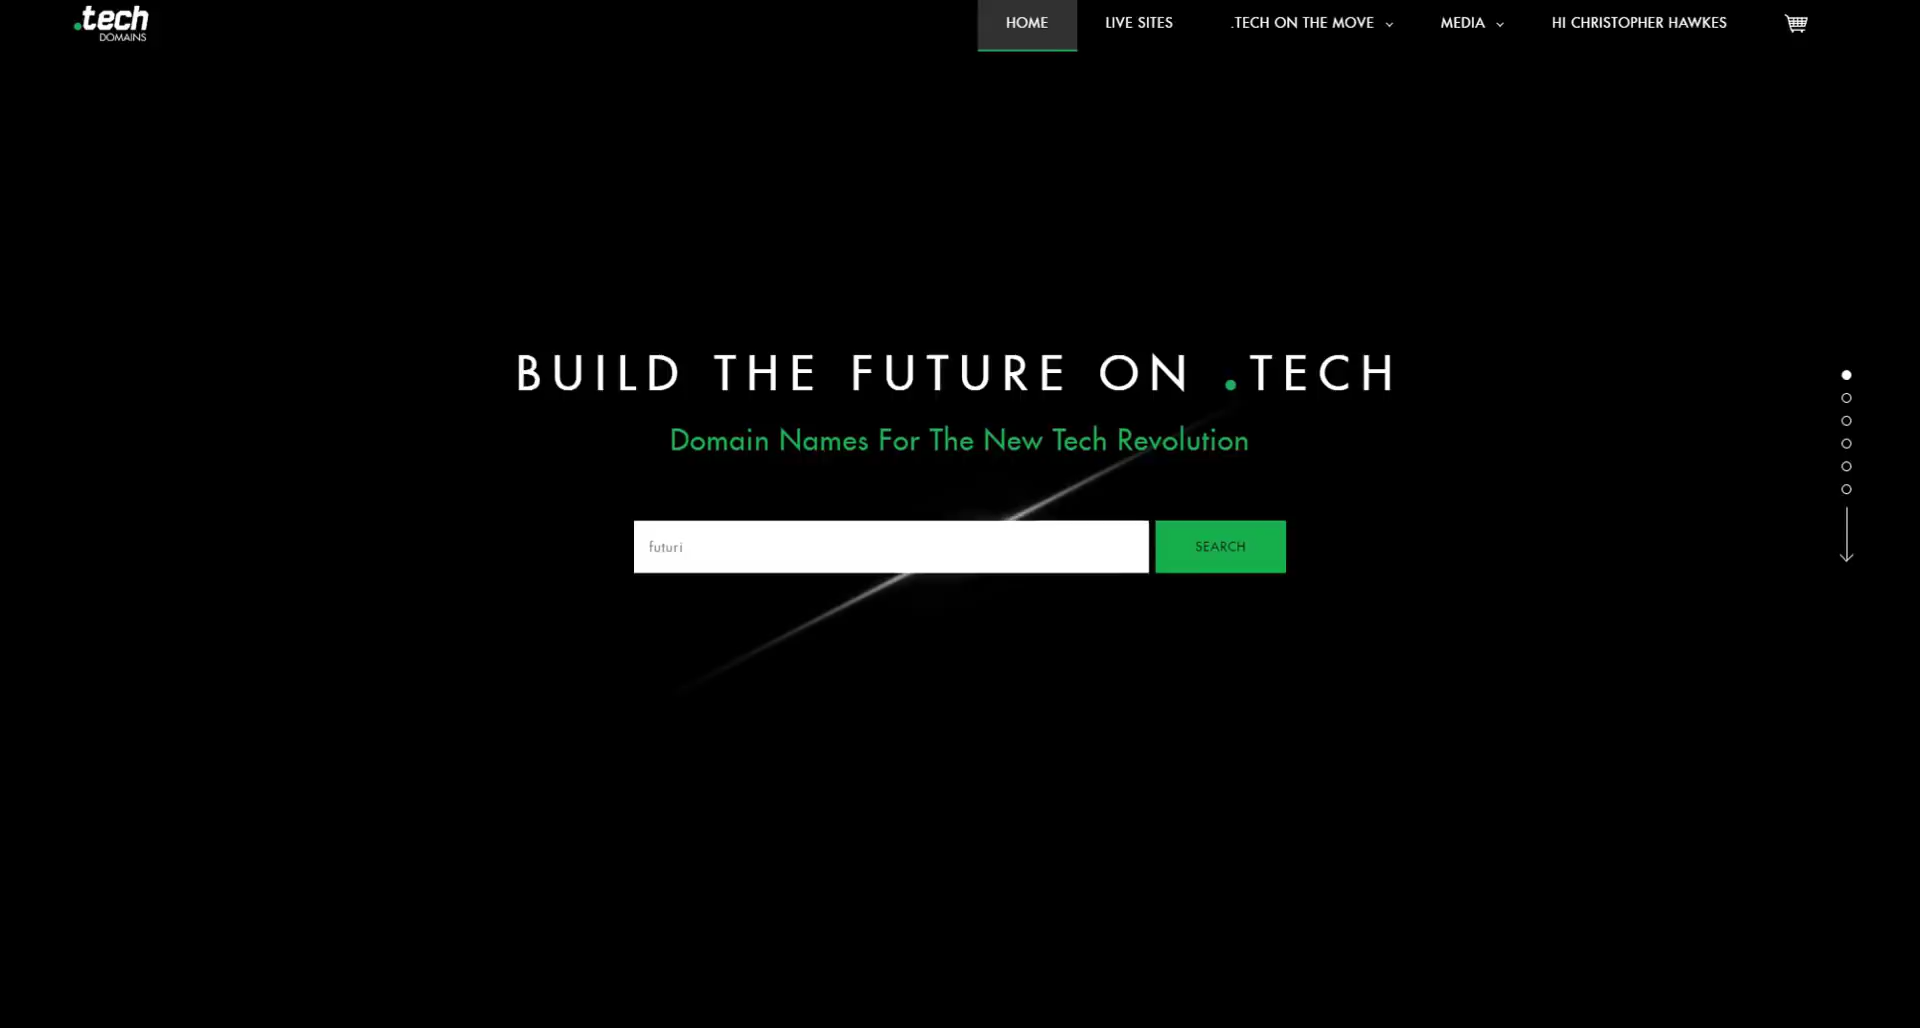 .tech
DOMAINS
HOME
LIVE SITES
.TECH ON THE MOVE
MEDIA
HI CHRISTOPHER HAWKES
BUILD THE FUTURE ON .TECH
Domain Names For The New Tech Revolution
futuri
SEARCH